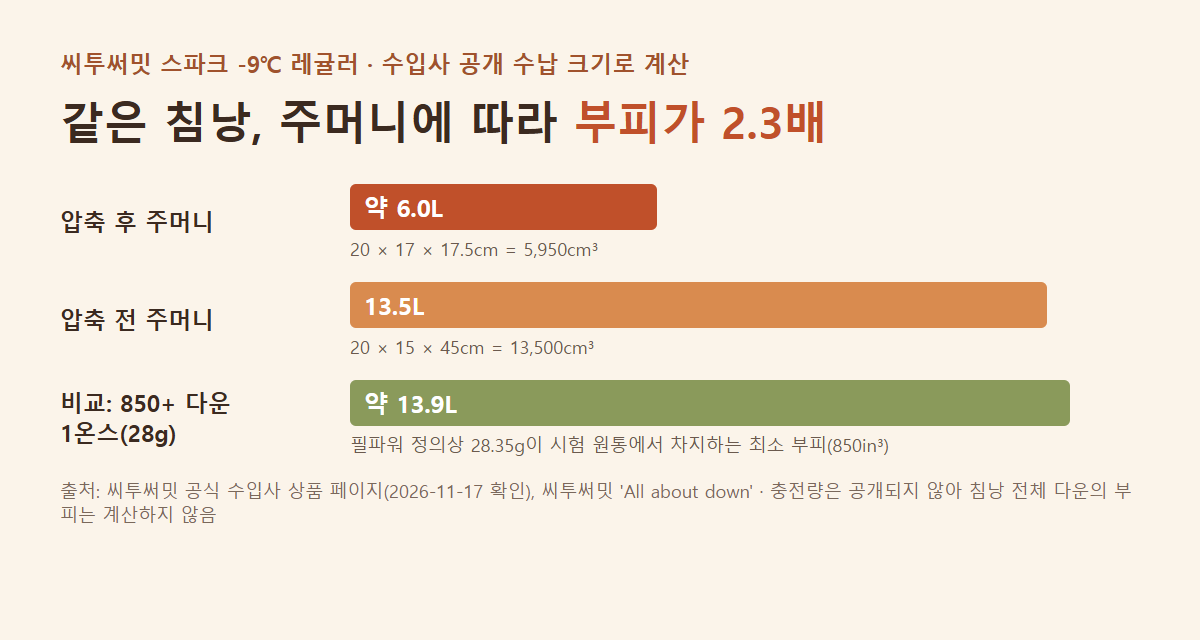 씨투써밋 스파크 -9℃ 레귤러 · 수입사 공개 수납 크기로 계산
같은 침낭, 주머니에 따라 부피가 2.3배
압축 후 주머니
약 6.0L
20 × 17 × 17.5cm = 5,950cm³
압축 전 주머니
13.5L
20 × 15 × 45cm = 13,500cm³
비교: 850+ 다운
1온스(28g)
약 13.9L
필파워 정의상 28.35g이 시험 원통에서 차지하는 최소 부피(850in³)
출처: 씨투써밋 공식 수입사 상품 페이지(2026-11-17 확인), 씨투써밋 'All about down' · 충전량은 공개되지 않아 침낭 전체 다운의 부
피는 계산하지 않음